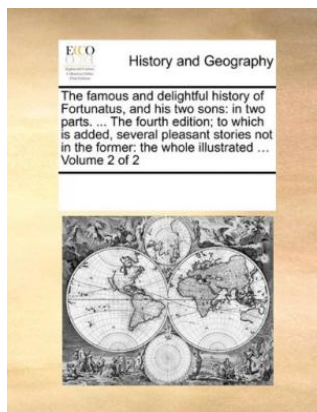 ECCO
History and Geography
The famous and delightful history of
Fortunatus, and his two sons: in two
parts. ... The fourth edition; to which
is added, several pleasant stories not
in the former: the whole illustrated ...
Volume 2 of 2